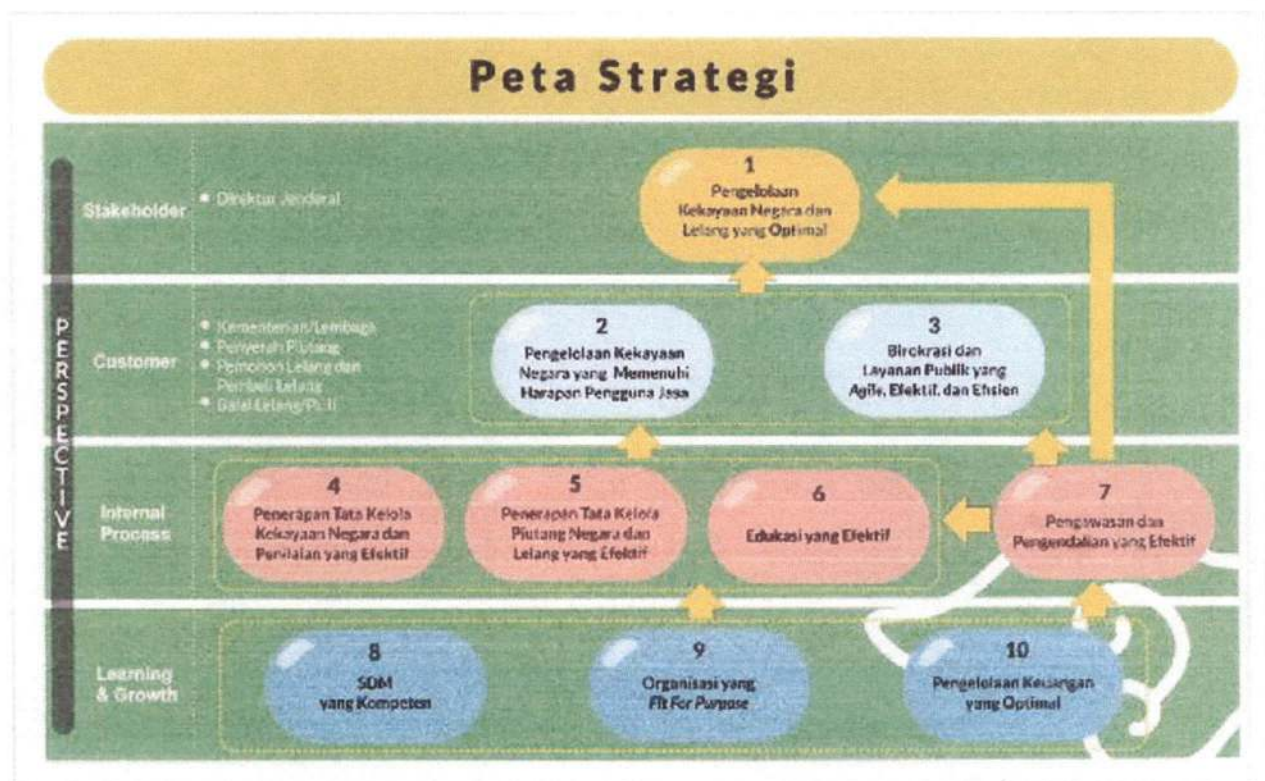 Peta Strategi
PERSPECTIVE
Stakeholder
• Direktur Jenderal
1
Pengelolaan
Kekayaan Negara dan
Lelang yang Optimal
Customer
• Kementerian/Lembaga
• Penyerah Piutang
• Pemohon Lelang dan
Pembeli Lelang
• Balai Lelang/PL II
2
Pengelolaan Kekayaan
Negara yang Memenuhi
Harapan Pengguna Jasa
3
Birokrasi dan
Layanan Publik yang
Agile, Efektif, dan Efisien
Internal
Process
4
Penerapan Tata Kelola
Kekayaan Negara dan
Penilaian yang Efektif
5
Penerapan Tata Kelola
Piutang Negara dan
Lelang yang Efektif
6
Edukasi yang Efektif
7
Pengawasan dan
Pengendalian yang Efektif
Learning
& Growth
8
SDM
yang Kompeten
9
Organisasi yang
Fit For Purpose
10
Pengelolaan Keuangan
yang Optimal